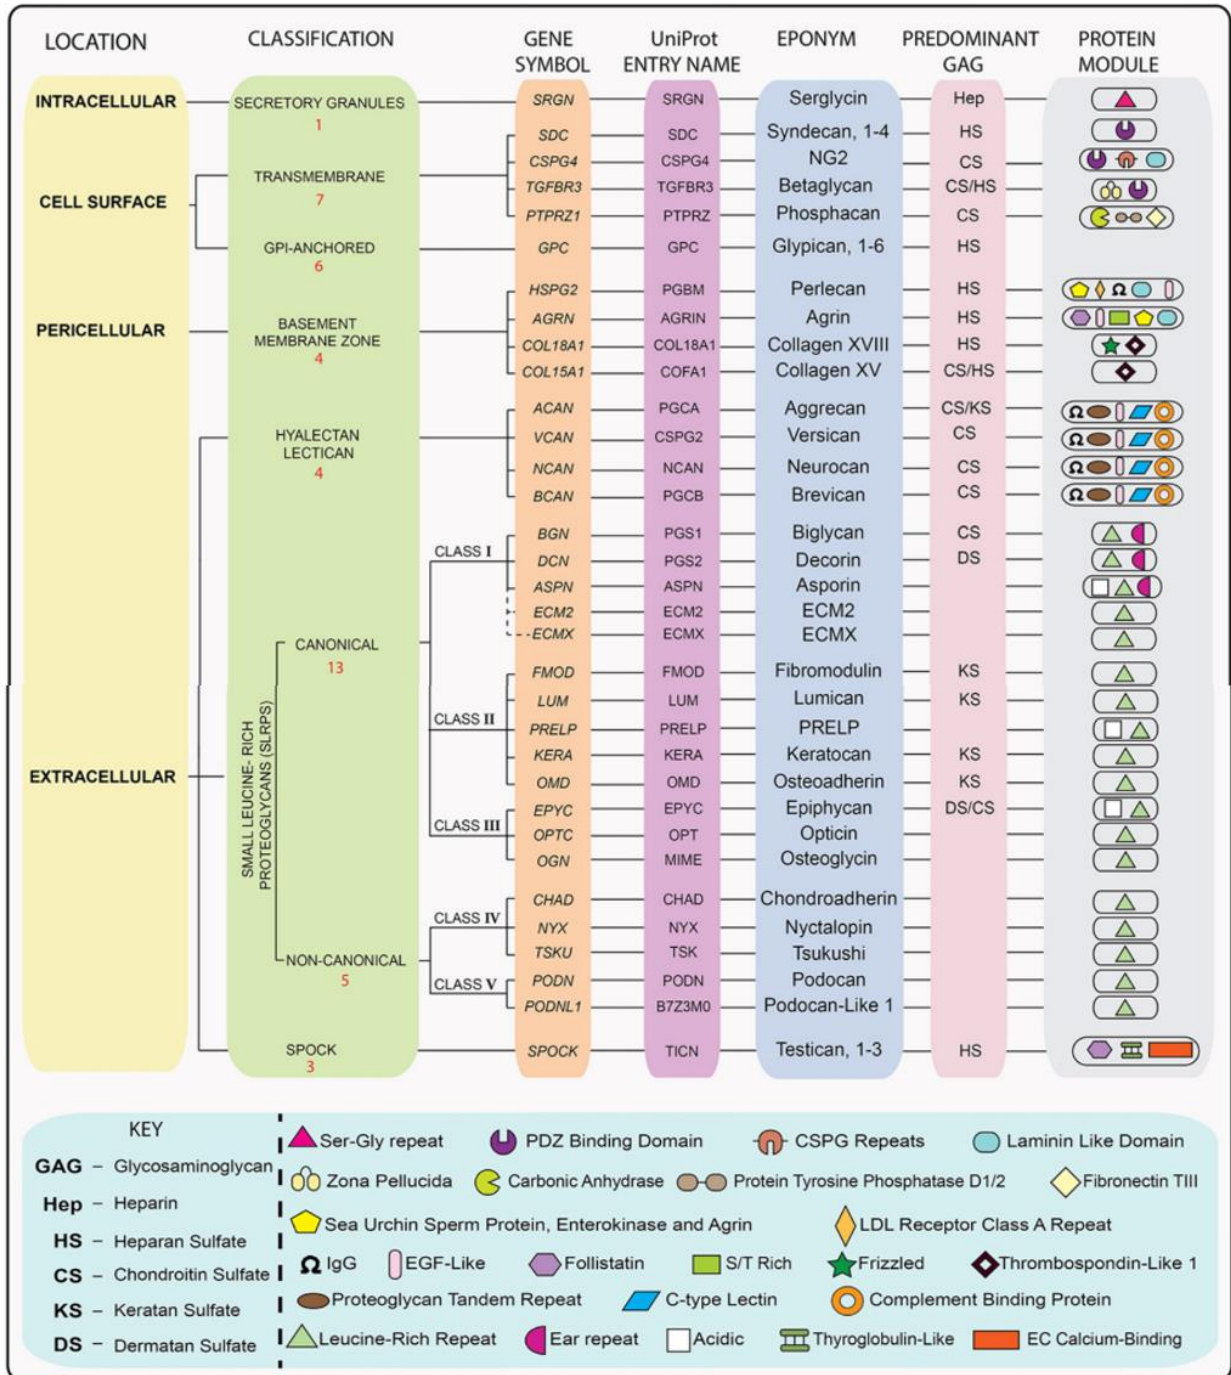 LOCATION CLASSIFICATION GENE SYMBOL UniProt ENTRY NAME EPONYM PREDOMINANT GAG PROTEIN MODULE
INTRACELLULAR SECRETORY GRANULES SRGN SRGN Serglycin Hep
1
SDC SDC Syndecan, 1-4 HS
CSPG4 CSPG4 NG2 CS
CELL SURFACE
TRANSMEMBRANE
7
TGFBR3 TGFBR3 Betaglycan CS/HS
PTPRZ1 PTPRZ Phosphacan CS
GPI-ANCHORED GPC GPC Glypican, 1-6 HS
6
HSPG2 PGBM Perlecan HS
PERICELLULAR
BASEMENT
MEMBRANE ZONE
4
AGRN AGRIN Agrin HS
COL18A1 COL18A1 Collagen XVIII HS
COL15A1 COFA1 Collagen XV CS/HS
ACAN PGCA Aggrecan CS/KS
HYALECTAN
LECTICAN
4
VCAN CSPG2 Versican CS
NCAN NCAN Neurocan CS
BCAN PGCB Brevican CS
EXTRACELLULAR
SMALL LEUCINE- RICH
PROTEOGLYCANS (SLRPS)
CANONICAL
13
CLASS I
BGN PGS1 Biglycan CS
DCN PGS2 Decorin DS
ASPN ASPN Asporin
ECM2 ECM2 ECM2
ECMX ECMX ECMX
CLASS II
FMOD FMOD Fibromodulin KS
LUM LUM Lumican KS
PRELP PRELP PRELP
KERA KERA Keratocan KS
OMD OMD Osteoadherin KS
CLASS III
EPYC EPYC Epiphycan DS/CS
OPTC OPT Opticin
OGN MIME Osteoglycin
NON-CANONICAL
5
CLASS IV
CHAD CHAD Chondroadherin
NYX NYX Nyctalopin
TSKU TSK Tsukushi
CLASS V
PODN PODN Podocan
PODNL1 B7Z3M0 Podocan-Like 1
SPOCK SPOCK TICN Testican, 1-3 HS
3
KEY
GAG – Glycosaminoglycan
Hep – Heparin
HS – Heparan Sulfate
CS – Chondroitin Sulfate
KS – Keratan Sulfate
DS – Dermatan Sulfate
Ser-Gly repeat PDZ Binding Domain CSPG Repeats Laminin Like Domain
Zona Pellucida Carbonic Anhydrase Protein Tyrosine Phosphatase D1/2 Fibronectin TIII
Sea Urchin Sperm Protein, Enterokinase and Agrin LDL Receptor Class A Repeat
Ω IgG EGF-Like Follistatin S/T Rich Frizzled Thrombospondin-Like 1
Proteoglycan Tandem Repeat C-type Lectin Complement Binding Protein
Leucine-Rich Repeat Ear repeat Acidic Thyroglobulin-Like EC Calcium-Binding